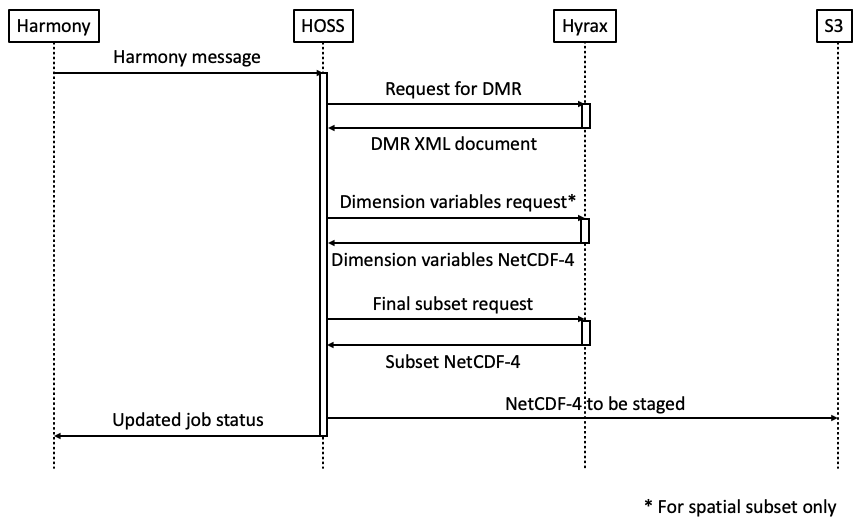 Harmony HOSS Hyrax S3
Harmony message
Request for DMR
DMR XML document
Dimension variables request*
Dimension variables NetCDF-4
Final subset request
Subset NetCDF-4
NetCDF-4 to be staged
Updated job status
* For spatial subset only